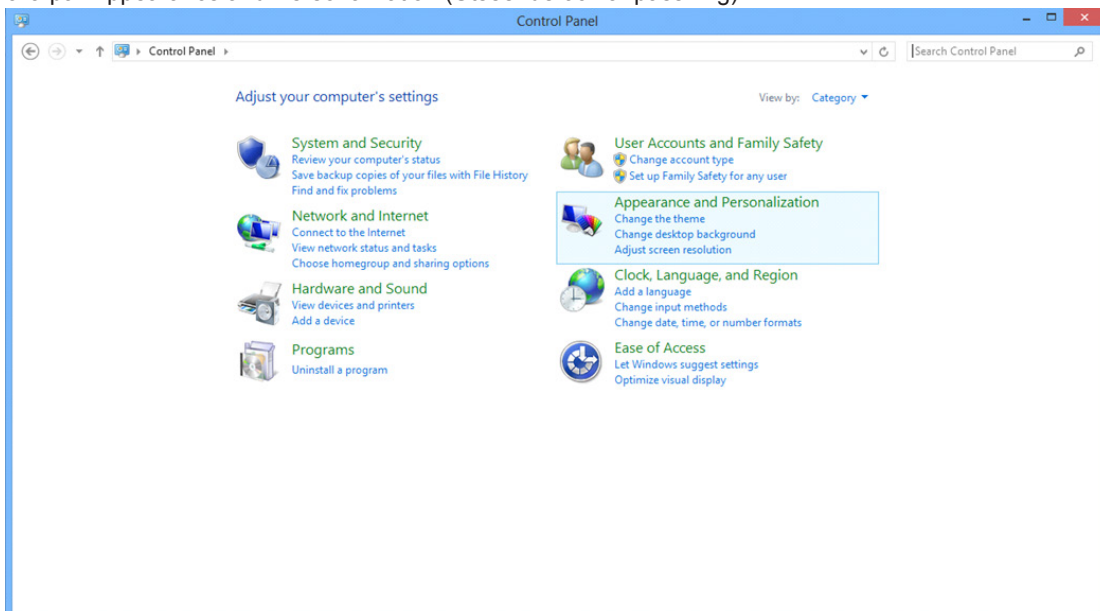 Control Panel
Control Panel
Search Control Panel
Adjust your computer's settings
View by: Category
System and Security
Review your computer's status
Save backup copies of your files with File History
Find and fix problems
Network and Internet
Connect to the Internet
View network status and tasks
Choose homegroup and sharing options
Hardware and Sound
View devices and printers
Add a device
Programs
Uninstall a program
User Accounts and Family Safety
Change account type
Set up Family Safety for any user
Appearance and Personalization
Change the theme
Change desktop background
Adjust screen resolution
Clock, Language, and Region
Add a language
Change input methods
Change date, time, or number formats
Ease of Access
Let Windows suggest settings
Optimize visual display